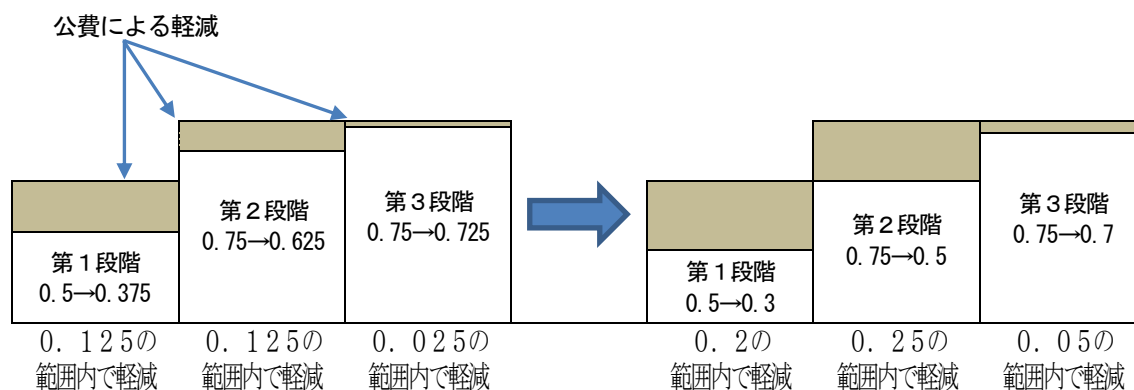 公費による軽減
第１段階
0.5→0.375
第２段階
0.75→0.625
第３段階
0.75→0.725
第１段階
0.5→0.3
第２段階
0.75→0.5
第３段階
0.75→0.7
０．１２５の
範囲内で軽減
０．１２５の
範囲内で軽減
０．０２５の
範囲内で軽減
０．２の
範囲内で軽減
０．２５の
範囲内で軽減
０．０５の
範囲内で軽減